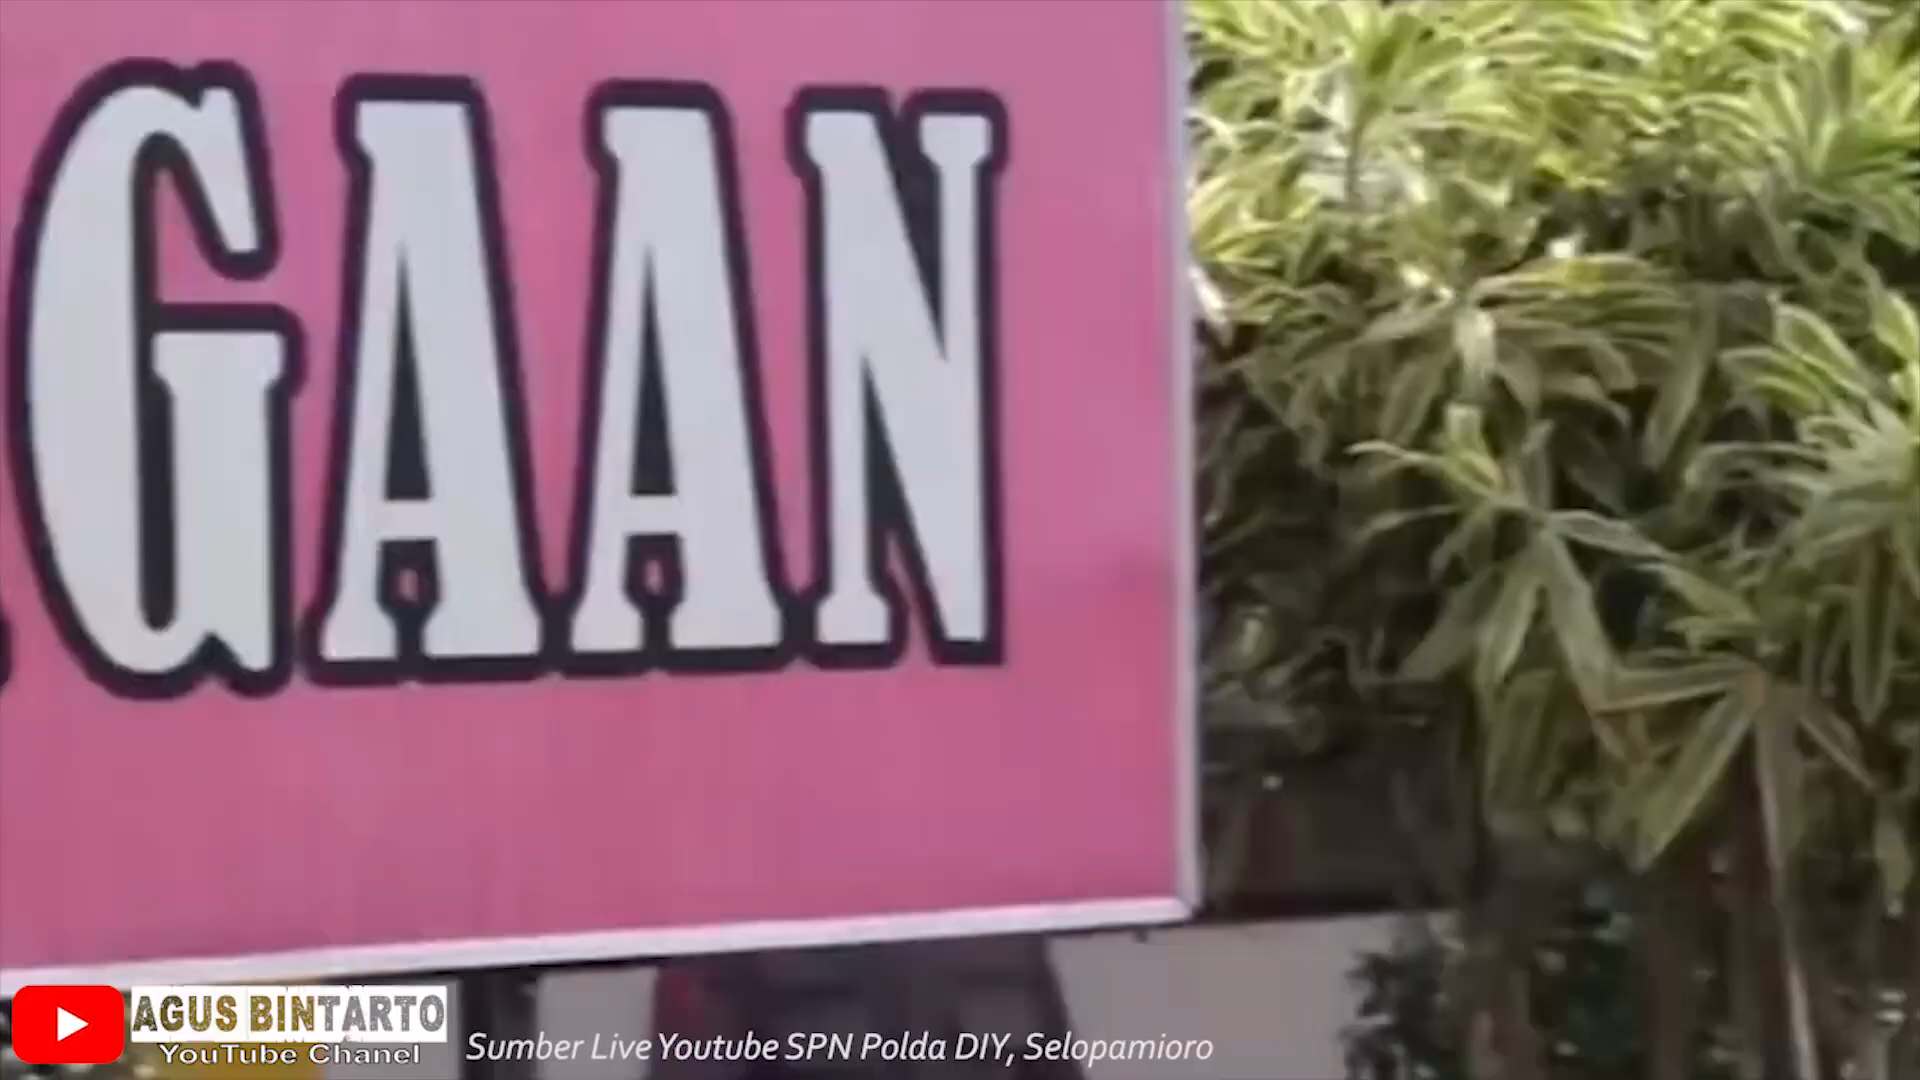 GAAN
AGUS BINTARTO
YouTube Chanel
Sumber Live Youtube SPN Polda DIY, Selopamioro